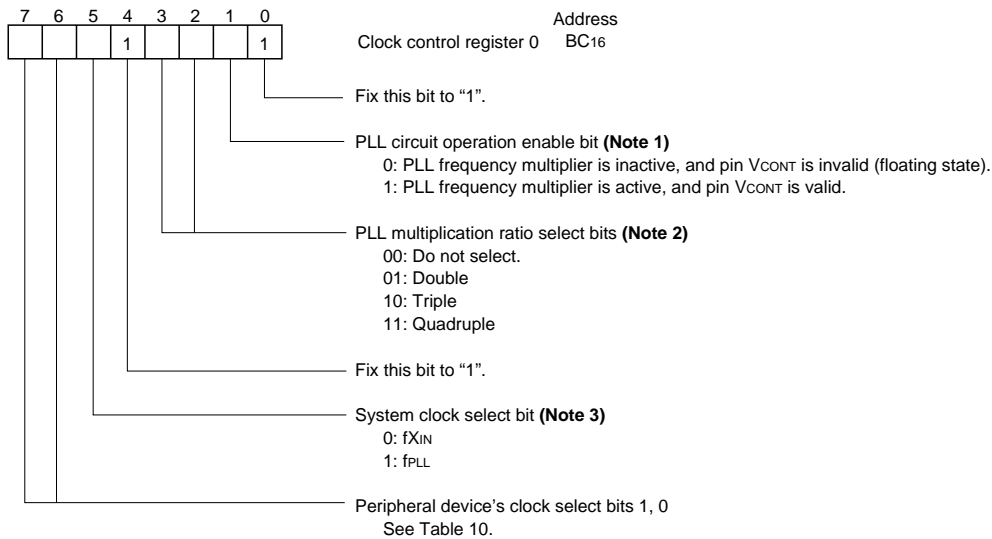 7 6 5 4 3 2 1 0
Address
1 1
Clock control register 0 BC16
Fix this bit to “1”.
PLL circuit operation enable bit (Note 1)
0: PLL frequency multiplier is inactive, and pin VCONT is invalid (floating state).
1: PLL frequency multiplier is active, and pin VCONT is valid.
PLL multiplication ratio select bits (Note 2)
00: Do not select.
01: Double
10: Triple
11: Quadruple
Fix this bit to “1”.
System clock select bit (Note 3)
0: fXIN
1: fPLL
Peripheral device’s clock select bits 1, 0
See Table 10.